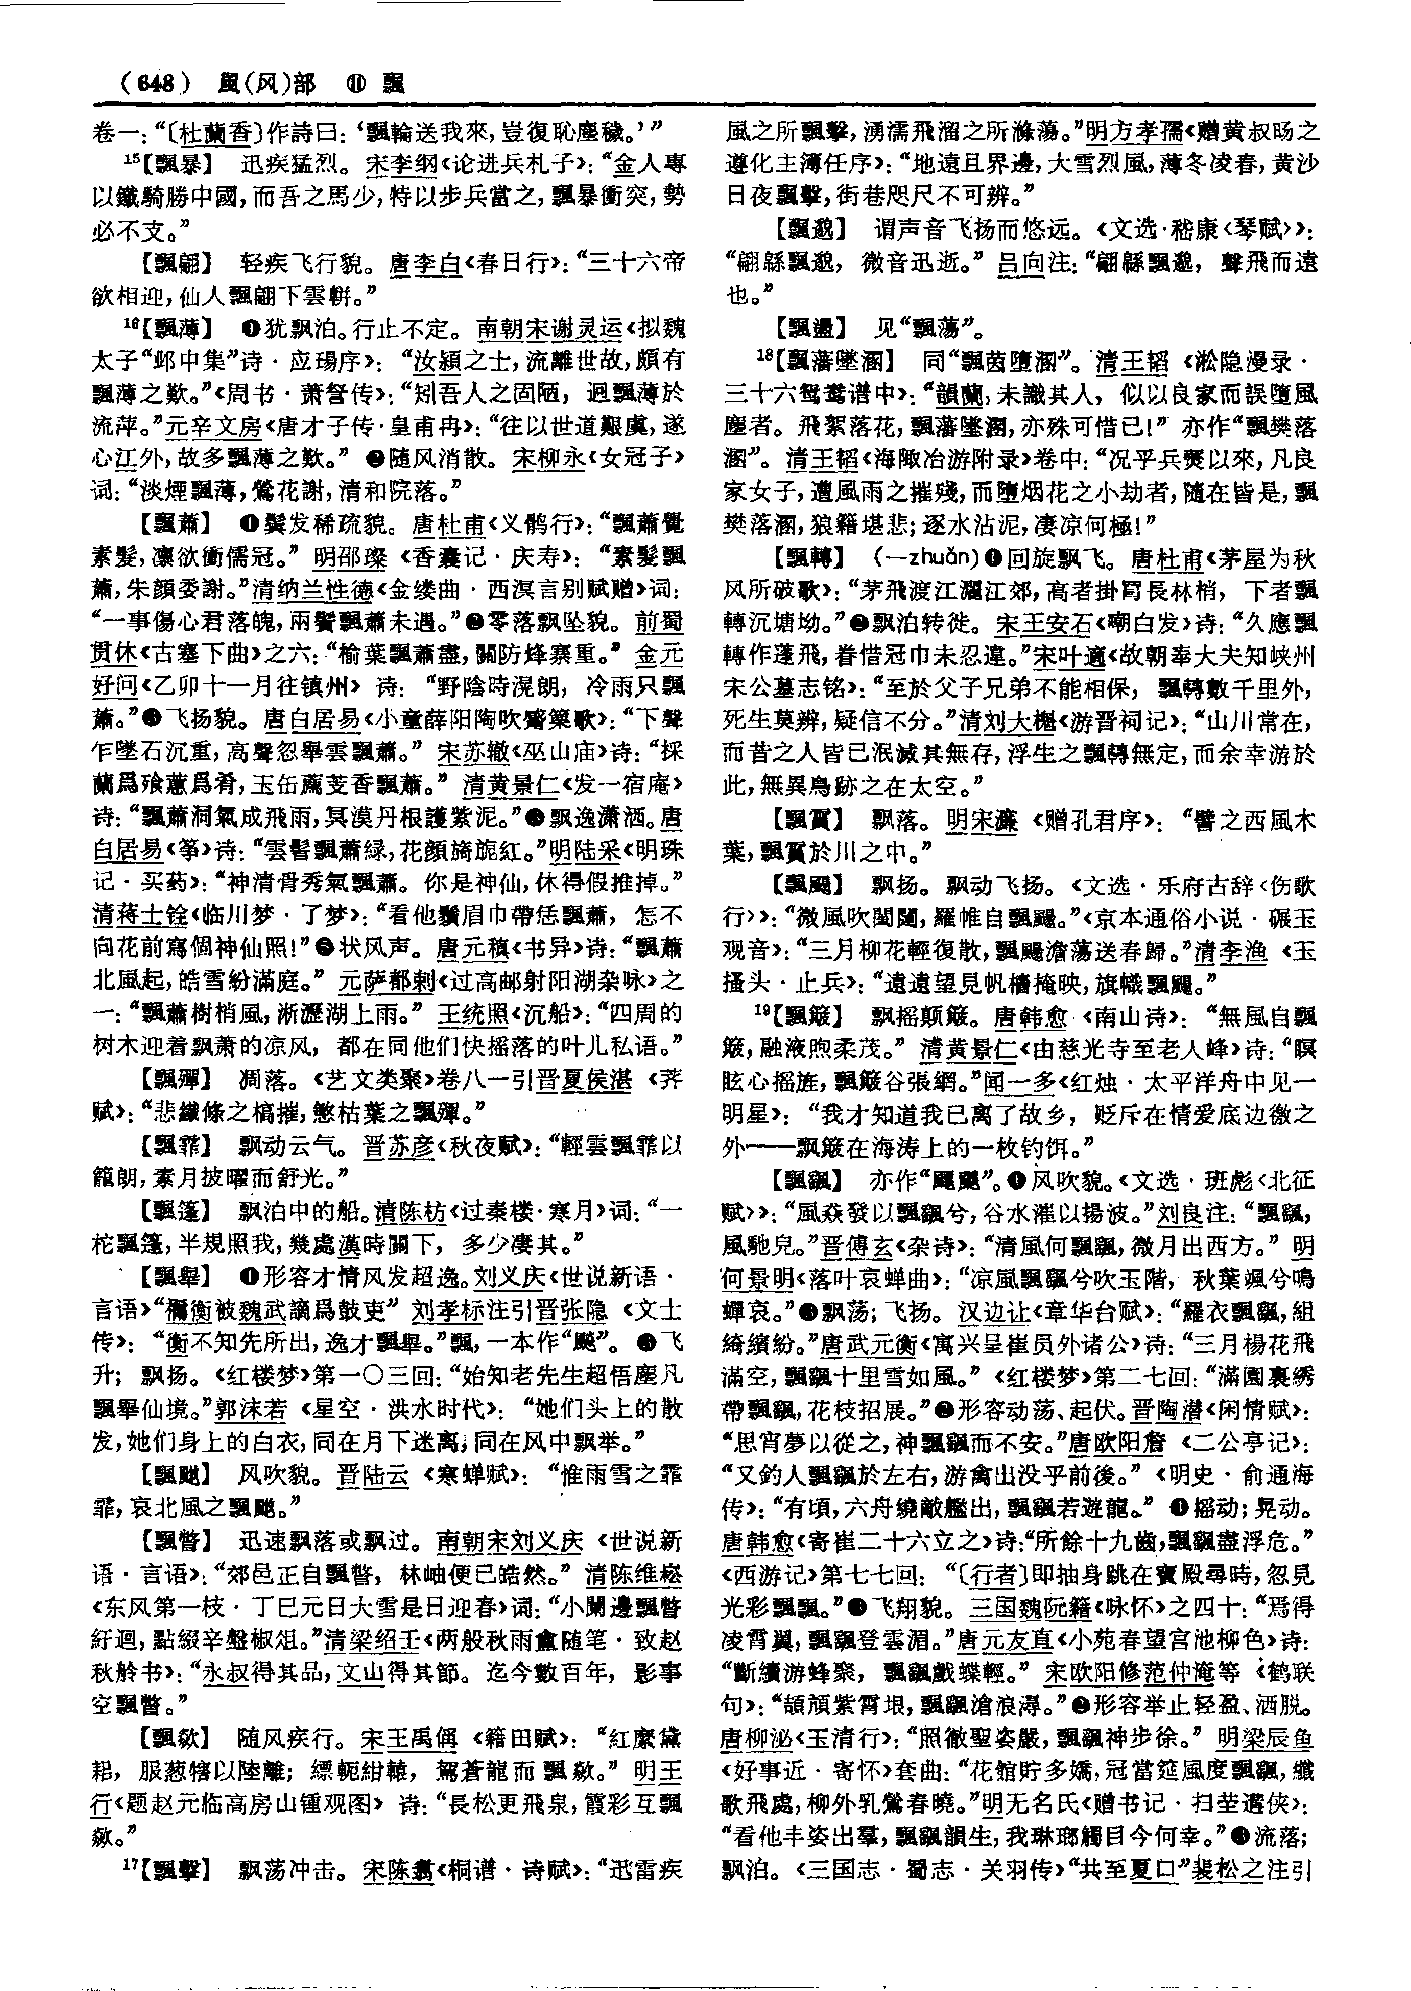 （648） 風(风)部 ⑪ 飄
卷一：“〔杜蘭香〕作詩曰：‘飄輪送我來，豈復恥塵穢。’”
15【飄暴】 迅疾猛烈。宋李纲《论进兵札子》：“金人專
以鐵騎勝中國，而吾之馬少，特以步兵當之，飄暴衝突，勢
必不支。”
【飄翩】 轻疾飞行貌。唐李白《春日行》：“三十六帝
欲相迎，仙人飄翩下雲軿。”
16【飄薄】 ❶犹飘泊。行止不定。南朝宋谢灵运《拟魏
太子“邺中集”诗·应玚序》：“汝潁之士，流離世故，頗有
飄薄之歎。”《周书·萧詧传》：“矧吾人之固陋，迥飄薄於
流萍。”元辛文房《唐才子传·皇甫冉》：“往以世道艱虞，遂
心江外，故多飄薄之歎。” ❷随风消散。宋柳永《女冠子》
词：“淡煙飄薄，鶯花謝，清和院落。”
【飄蕭】 ❶鬓发稀疏貌。唐杜甫《义鹘行》：“飄蕭覺
素髮，凛欲衝儒冠。” 明邵璨《香囊记·庆寿》：“素髮飄
蕭，朱顏委謝。”清纳兰性德《金缕曲·西溟言别赋赠》词：
“一事傷心君落魄，兩鬢飄蕭未遇。”❷零落飘坠貌。前蜀
贯休《古塞下曲》之六：“榆葉飄蕭盡，關防烽寨重。” 金元
好问《乙卯十一月往镇州》诗：“野陰時滉朗，冷雨只飄
蕭。”❸飞扬貌。唐白居易《小童薛阳陶吹觱篥歌》：“下聲
乍墜石沉重，高聲忽舉雲飄蕭。” 宋苏辙《巫山庙》诗：“採
蘭爲飱蕙爲肴，玉缶薦芰香飄蕭。” 清黄景仁《发一宿庵》
诗：“飄蕭洞氣成飛雨，冥漠丹根護紫泥。”❹飘逸潇洒。唐
白居易《筝》诗：“雲髻飄蕭緑，花顏旖旎紅。”明陆采《明珠
记·买药》：“神清骨秀氣飄蕭。你是神仙，休得假推掉。”
清蒋士铨《临川梦·了梦》：“看他鬚眉巾帶恁飄蕭，怎不
向花前寫個神仙照！”❺状风声。唐元稹《书异》诗：“飄蕭
北風起，皓雪紛滿庭。” 元萨都剌《过高邮射阳湖杂咏》之
一：“飄蕭樹梢風，淅瀝湖上雨。” 王统照《沉船》：“四周的
树木迎着飘萧的凉风，都在同他们快摇落的叶儿私语。”
【飄殫】 凋落。《艺文类聚》卷八一引晋夏侯湛《荠
赋》：“悲纖條之槁摧，慜枯葉之飄殫。”
【飄霏】 飘动云气。晋苏彦《秋夜赋》：“輕雲飄霏以
籠朗，素月披曜而舒光。”
【飄篷】 飘泊中的船。清陈枋《过秦楼·寒月》词：“一
柁飄篷，半規照我，幾處漢時關下，多少凄其。”
【飄舉】 ❶形容才情风发超逸。刘义庆《世说新语·
言语》“禰衡被魏武謫爲鼓吏” 刘孝标注引晋张隐《文士
传》：“衡不知先所出，逸才飄舉。”飄，一本作“飈”。 ❷飞
升；飘扬。《红楼梦》第一〇三回：“始知老先生超悟塵凡
飄舉仙境。”郭沫若《星空·洪水时代》：“她们头上的散
发，她们身上的白衣，同在月下迷离，同在风中飘举。”
【飄颺】 风吹貌。晋陆云《寒蝉赋》：“惟雨雪之霏
霏，哀北風之飄颺。”
【飄瞥】 迅速飘落或飘过。南朝宋刘义庆《世说新
语·言语》：“郊邑正自飄瞥，林岫便已皓然。” 清陈维崧
《东风第一枝·丁巳元日大雪是日迎春》词：“小闌邊飄瞥
紆迴，點綴辛盤椒俎。”清梁绍壬《两般秋雨盦随笔·致赵
秋舲书》：“永叔得其品，文山得其節。迄今數百年，影事
空飄瞥。”
【飄欻】 随风疾行。宋王禹偁《籍田赋》：“紅縻黛
耜，服葱犗以陸離；縹軛紺轅，駕蒼龍而飄欻。”明王
行《题赵元临高房山锺观图》诗：“長松更飛泉，霞彩互飄
欻。”
17【飄擊】 飘荡冲击。宋陈翥《桐谱·诗赋》：“迅雷疾
風之所飄擊，湧濡飛溜之所滌蕩。”明方孝孺《赠黄叔旸之
遵化主簿任序》：“地遠且界邊，大雪烈風，薄冬凌春，黄沙
日夜飄擊，街巷咫尺不可辨。”
【飄邈】 谓声音飞扬而悠远。《文选·嵇康〈琴赋〉》：
“翩緜飄邈，微音迅逝。” 吕向注：“翩緜飄邈，聲飛而遠
也。”
【飄盪】 见“飘荡”。
18【飄藩墜溷】 同“飄茵墮溷”。清王韬《淞隐漫录·
三十六鸳鸯谱中》：“韻蘭，未識其人，似以良家而誤墮風
塵者。飛絮落花，飄藩墜溷，亦殊可惜已！” 亦作“飄樊落
溷”。清王韬《海陬冶游附录》卷中：“况乎兵燹以來，凡良
家女子，遭風雨之摧殘，而墮烟花之小劫者，隨在皆是，飄
樊落溷，狼籍堪悲；逐水沾泥，凄凉何極！”
【飄轉】 （—zhuǎn）❶回旋飘飞。唐杜甫《茅屋为秋
风所破歌》：“茅飛渡江灑江郊，高者掛罥長林梢，下者飄
轉沉塘坳。”❷飘泊转徙。宋王安石《嘲白发》诗：“久應飄
轉作蓬飛，眷惜冠巾未忍違。”宋叶適《故朝奉大夫知峡州
宋公墓志铭》：“至於父子兄弟不能相保，飄轉數千里外，
死生莫辨，疑信不分。”清刘大櫆《游晋祠记》：“山川常在，
而昔之人皆已泯滅其無存，浮生之飄轉無定，而余幸游於
此，無異鳥跡之在太空。”
【飄霣】 飘落。明宋濂《赠孔君序》：“譬之西風木
葉，飄霣於川之中。”
【飄颺】 飘扬。飘动飞扬。《文选·乐府古辞〈伤歌
行〉》：“微風吹閨闥，羅帷自飄颺。”《京本通俗小说·碾玉
观音》：“三月柳花輕復散，飄颺澹蕩送春歸。”清李渔《玉
搔头·止兵》：“遠遠望見帆檣掩映，旗幟飄颺。”
19【飄簸】 飘摇颠簸。唐韩愈《南山诗》：“無風自飄
簸，融液煦柔茂。” 清黄景仁《由慈光寺至老人峰》诗：“瞑
眩心摇旌，飄簸谷張網。”闻一多《红烛·太平洋舟中见一
明星》：“我才知道我已离了故乡，贬斥在情爱底边徼之
外——飘簸在海涛上的一枚钓饵。”
【飄飖】 亦作“飃飖”。❶风吹貌。《文选·班彪〈北征
赋〉》：“風猋發以飄飖兮，谷水漼以揚波。”刘良注：“飄飖，
風馳皃。”晋傅玄《杂诗》：“清風何飄飖，微月出西方。” 明
何景明《落叶哀蝉曲》：“凉風飄飖兮吹玉階，秋葉颯兮鳴
蟬哀。”❷飘荡；飞扬。汉边让《章华台赋》：“羅衣飄飖，組
綺繽紛。”唐武元衡《寓兴呈崔员外诸公》诗：“三月楊花飛
滿空，飄飖十里雪如風。”《红楼梦》第二七回：“滿園裏綉
帶飄飖，花枝招展。”❸形容动荡、起伏。晋陶潜《闲情赋》：
“思宵夢以從之，神飄飖而不安。”唐欧阳詹《二公亭记》：
“又釣人飄飖於左右，游禽出没乎前後。”《明史·俞通海
传》：“有頃，六舟繞敵艦出，飄飖若遊龍。” ❹摇动；晃动。
唐韩愈《寄崔二十六立之》诗：“所餘十九齒，飄飖盡浮危。”
《西游记》第七七回：“〔行者〕即抽身跳在寶殿尋時，忽見
光彩飄飄。”❺飞翔貌。三国魏阮籍《咏怀》之四十：“焉得
凌霄翼，飄飖登雲湄。”唐元友直《小苑春望宫池柳色》诗：
“斷續游蜂聚，飄飖戲蝶輕。” 宋欧阳修范仲淹等《鹤联
句》：“頡頏紫霄垠，飄飖滄浪潯。”❻形容举止轻盈、洒脱。
唐柳泌《玉清行》：“照徹聖姿嚴，飄飖神步徐。” 明梁辰鱼
《好事近·寄怀》套曲：“花館貯多嬌，冠當筵風度飄飖，纖
歌飛處，柳外乳鶯春曉。”明无名氏《赠书记·扫茔遘侠》：
“看他丰姿出羣，飄飖韻生，我琳瑯觸目今何幸。”❼流落；
飘泊。《三国志·蜀志·关羽传》“共至夏口”裴松之注引